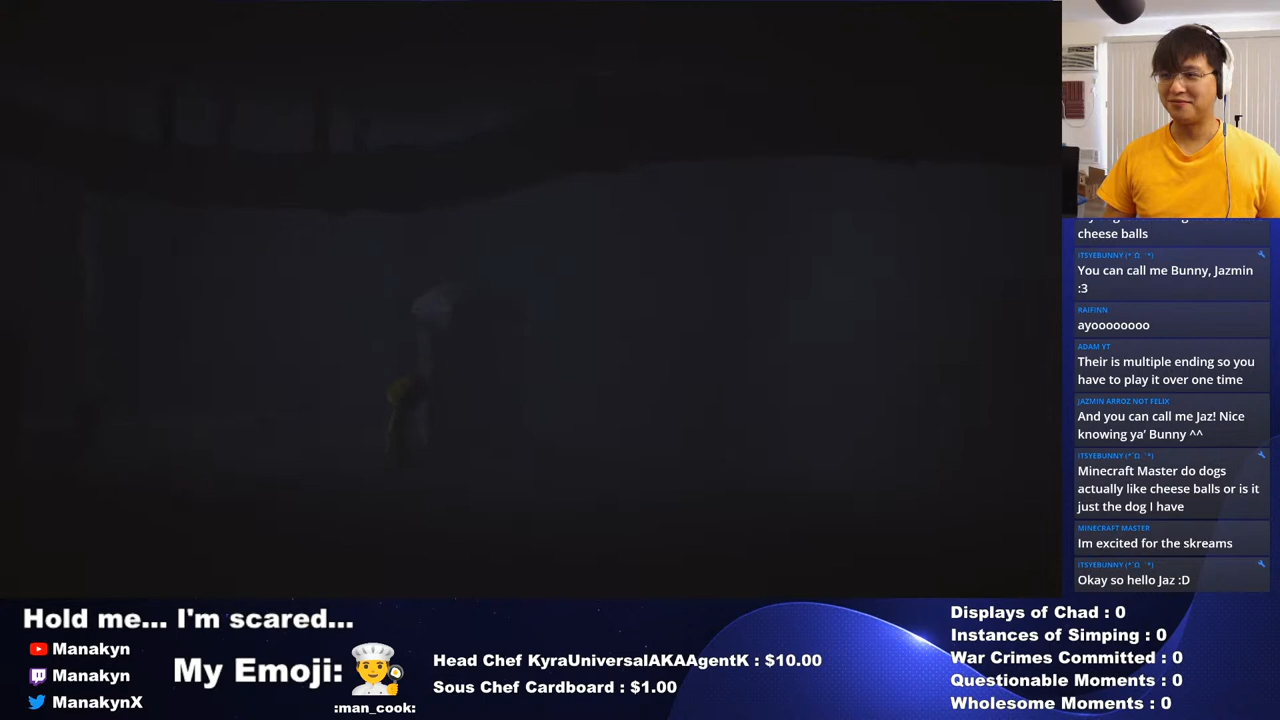 cheese balls
ITSYEBUNNY (*´Ω｀*)
You can call me Bunny, Jazmin
:3
RAIFINN
ayoooooooo
ADAM YT
Their is multiple ending so you
have to play it over one time
JAZMIN ARROZ NOT FELIX
And you can call me Jaz! Nice
knowing ya’ Bunny ^^
ITSYEBUNNY (*´Ω｀*)
Minecraft Master do dogs
actually like cheese balls or is it
just the dog I have
MINECRAFT MASTER
Im excited for the skreams
ITSYEBUNNY (*´Ω｀*)
Okay so hello Jaz :D
Hold me... I'm scared...
Manakyn
Manakyn
ManakynX
My Emoji:
:man_cook:
Head Chef KyraUniversalAKAAgentK : $10.00
Sous Chef Cardboard : $1.00
Displays of Chad : 0
Instances of Simping : 0
War Crimes Committed : 0
Questionable Moments : 0
Wholesome Moments : 0